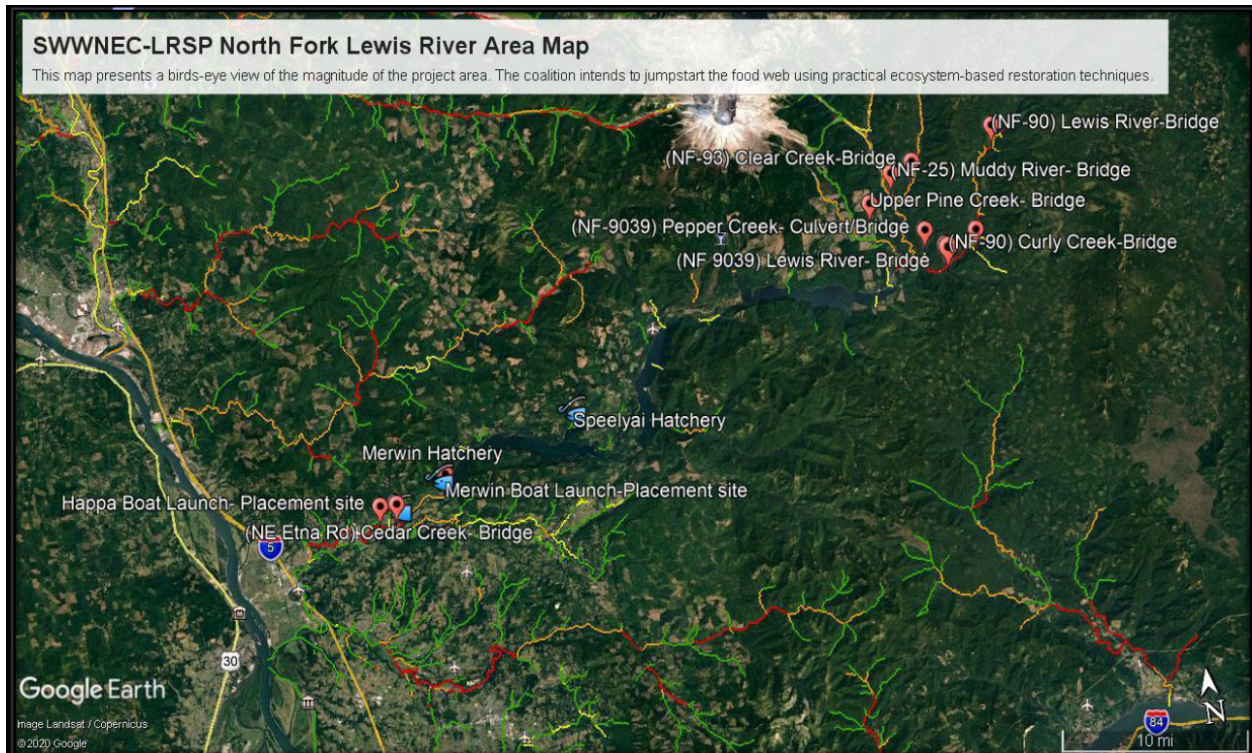 SWWNEC-LRSP North Fork Lewis River Area Map
This map presents a birds-eye view of the magnitude of the project area. The coalition intends to jumpstart the food web using practical ecosystem-based restoration techniques.
(NF-90) Lewis River-Bridge
(NF-93) Clear Creek-Bridge
(NF-25) Muddy River- Bridge
Upper Pine Creek- Bridge
(NF-9039) Pepper Creek- Culvert/Bridge
(NF-90) Curly Creek-Bridge
(NF 9039) Lewis River- Bridge
Speelyai Hatchery
Merwin Hatchery
Merwin Boat Launch-Placement site
Happa Boat Launch- Placement site
(NE Etna Rd) Cedar Creek- Bridge
5
30
Google Earth
N
84
Image Landsat / Copernicus
© 2020 Google
10 mi